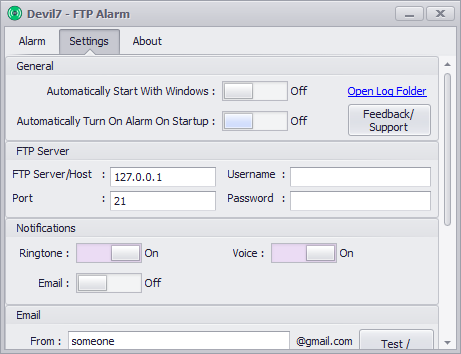 Devil7 - FTP Alarm
Alarm Settings About
General
Automatically Start With Windows : Off Open Log Folder
Automatically Turn On Alarm On Startup : Off Feedback/
Support
FTP Server
FTP Server/Host : 127.0.0.1 Username :
Port : 21 Password :
Notifications
Ringtone : On Voice : On
Email : Off
Email
From : someone @gmail.com Test /